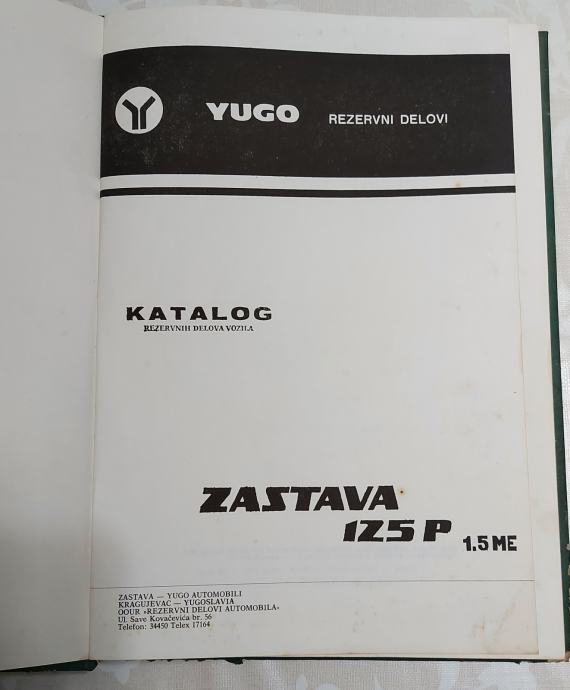 YUGO REZERVNI DELOVI
KATALOG
REZERVNIH DELOVA VOZILA
ZASTAVA
125 P 1.5 ME
ZASTAVA — YUGO AUTOMOBILI
KRAGUJEVAC — YUGOSLAVIA
OOUR »REZERVNI DELOVI AUTOMOBILA«
Ul. Save Kovačevića br. 56
Telefon: 34450 Telex 17164